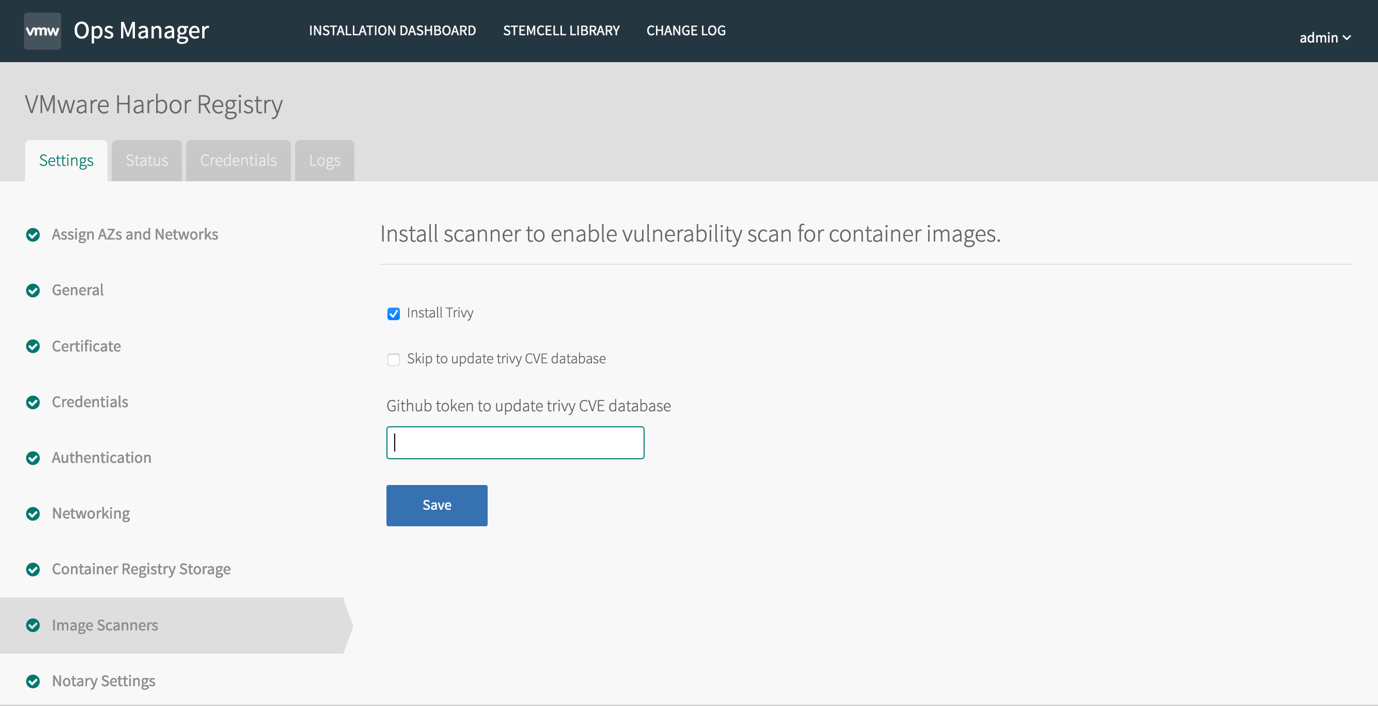 vmw Ops Manager INSTALLATION DASHBOARD STEMCELL LIBRARY CHANGE LOG admin
VMware Harbor Registry
Settings Status Credentials Logs
Assign AZs and Networks
General
Certificate
Credentials
Authentication
Networking
Container Registry Storage
Image Scanners
Notary Settings
Install scanner to enable vulnerability scan for container images.
Install Trivy
Skip to update trivy CVE database
Github token to update trivy CVE database
Save